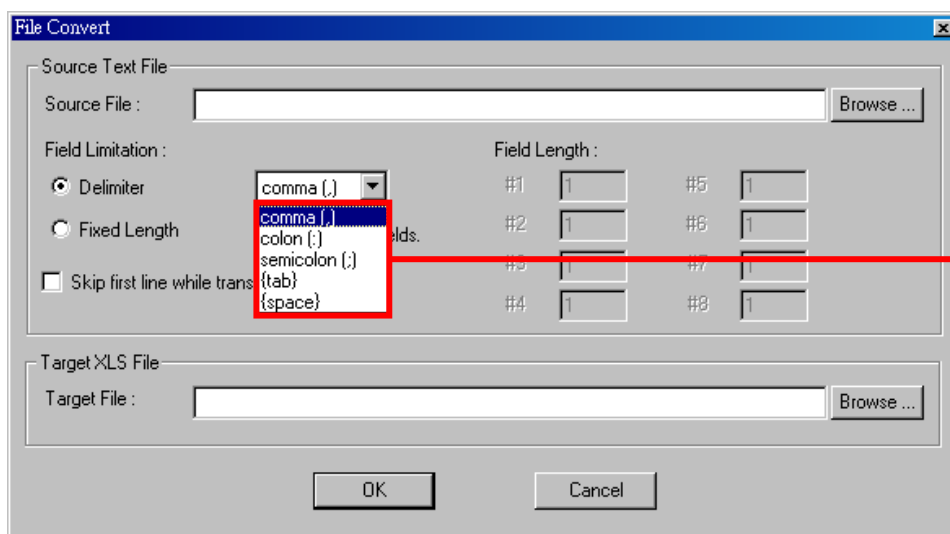 File Convert
Source Text File
Source File :
Browse ...
Field Limitation :
Field Length :
Delimiter
comma (,)
#1 1 #5 1
Fixed Length
comma (,)
colon (:)
semicolon (;)
{tab}
{space}
#2 1 #6 1
#3 1 #7 1
Skip first line while
#4 1 #8 1
Target XLS File
Target File :
Browse ...
OK
Cancel